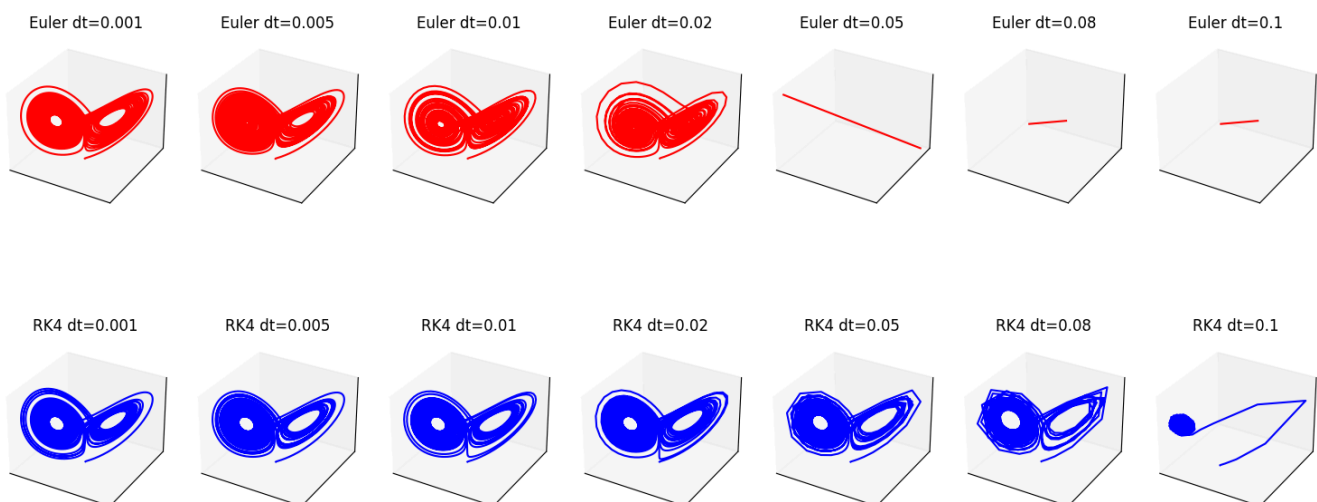 Euler dt=0.001
Euler dt=0.005
Euler dt=0.01
Euler dt=0.02
Euler dt=0.05
Euler dt=0.08
Euler dt=0.1
RK4 dt=0.001
RK4 dt=0.005
RK4 dt=0.01
RK4 dt=0.02
RK4 dt=0.05
RK4 dt=0.08
RK4 dt=0.1